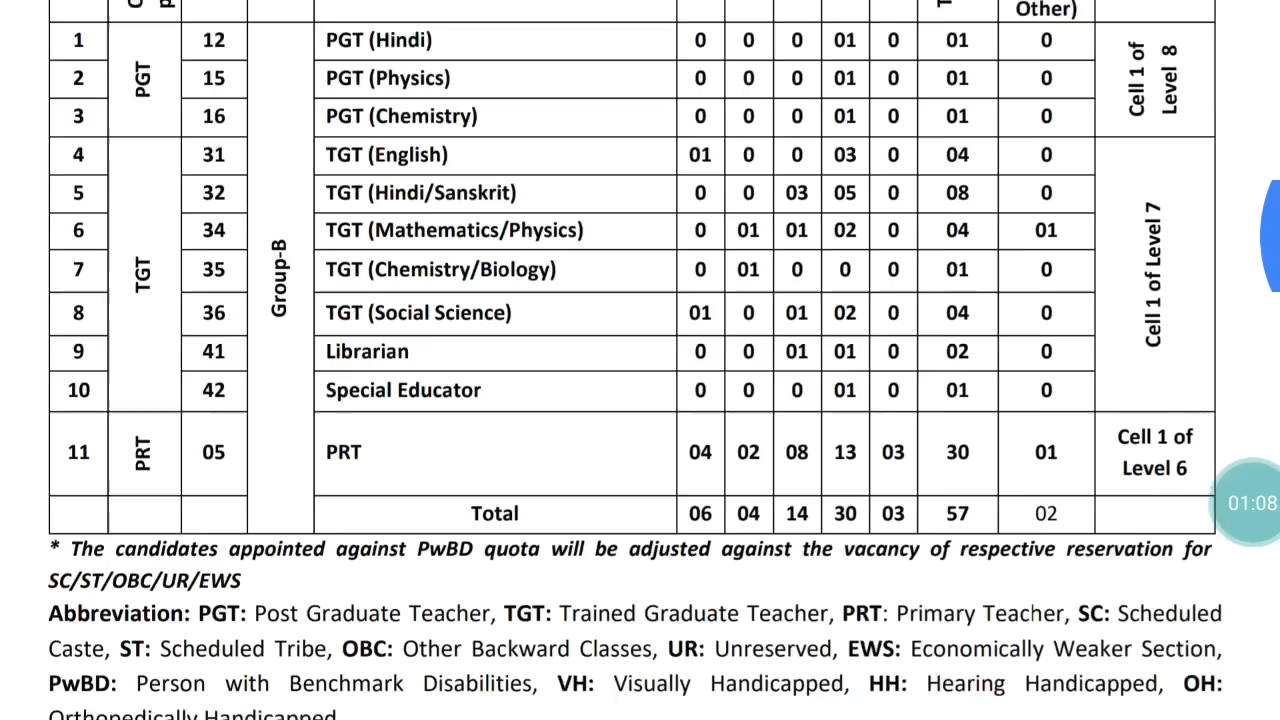 Other)
1 PGT 12 Group-B PGT (Hindi) 0 0 0 01 0 01 0 Cell 1 of Level 8
2 15 PGT (Physics) 0 0 0 01 0 01 0
3 16 PGT (Chemistry) 0 0 0 01 0 01 0
4 TGT 31 TGT (English) 01 0 0 03 0 04 0 Cell 1 of Level 7
5 32 TGT (Hindi/Sanskrit) 0 0 03 05 0 08 0
6 34 TGT (Mathematics/Physics) 0 01 01 02 0 04 01
7 35 TGT (Chemistry/Biology) 0 01 0 0 0 01 0
8 36 TGT (Social Science) 01 0 01 02 0 04 0
9 41 Librarian 0 0 01 01 0 02 0
10 42 Special Educator 0 0 0 01 0 01 0
11 PRT 05 PRT 04 02 08 13 03 30 01 Cell 1 of Level 6
Total 06 04 14 30 03 57 02
01:08
* The candidates appointed against PwBD quota will be adjusted against the vacancy of respective reservation for
SC/ST/OBC/UR/EWS
Abbreviation: PGT: Post Graduate Teacher, TGT: Trained Graduate Teacher, PRT: Primary Teacher, SC: Scheduled
Caste, ST: Scheduled Tribe, OBC: Other Backward Classes, UR: Unreserved, EWS: Economically Weaker Section,
PwBD: Person with Benchmark Disabilities, VH: Visually Handicapped, HH: Hearing Handicapped, OH:
Orthopedically Handicapped